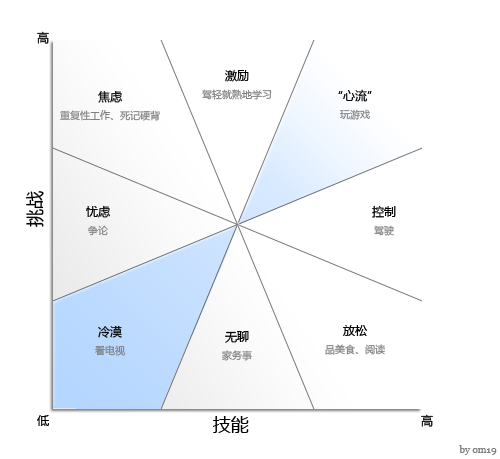 高
激励
驾轻就熟地学习
焦虑
重复性工作、死记硬背
“心流”
玩游戏
挑战
忧虑
争论
控制
驾驶
冷漠
看电视
无聊
家务事
放松
品美食、阅读
低
技能
高
by om19